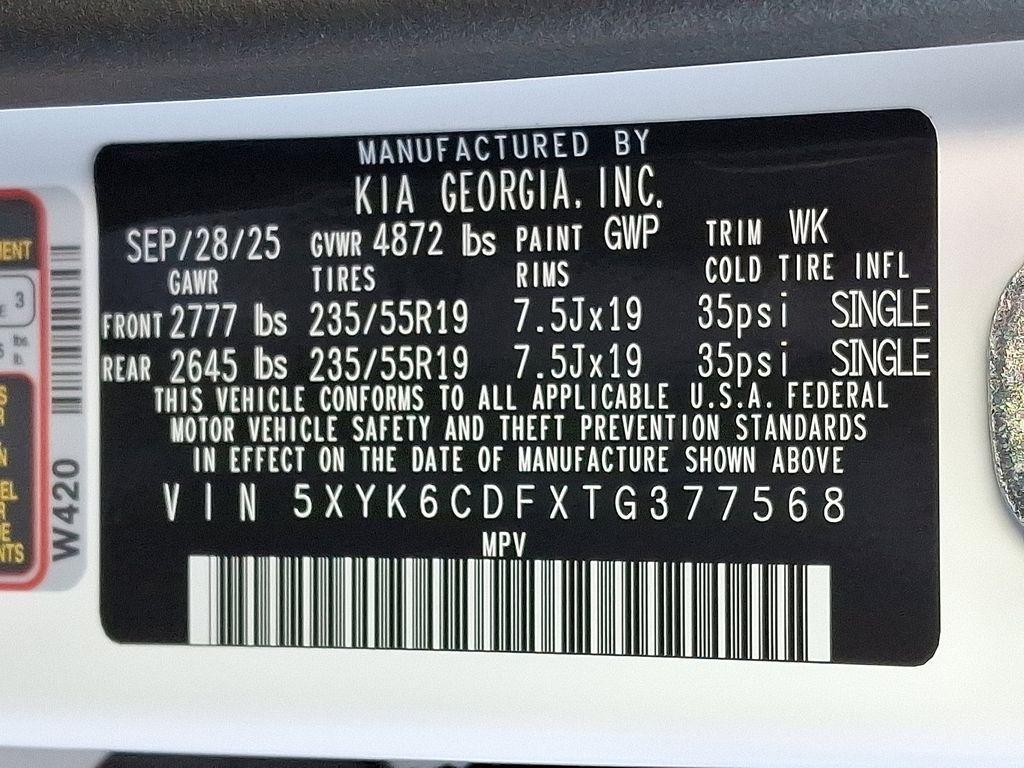 MANUFACTURED BY
KIA GEORGIA, INC.
SEP/28/25 GVWR 4872 lbs PAINT GWP TRIM WK
GAWR TIRES RIMS COLD TIRE INFL
FRONT 2777 lbs 235/55R19 7.5Jx19 35psi SINGLE
REAR 2645 lbs 235/55R19 7.5Jx19 35psi SINGLE
THIS VEHICLE CONFORMS TO ALL APPLICABLE U.S.A. FEDERAL
MOTOR VEHICLE SAFETY AND THEFT PREVENTION STANDARDS
IN EFFECT ON THE DATE OF MANUFACTURE SHOWN ABOVE
VIN 5XYK6CDFXTG377568
MPV
W420
3
lbs
lb.